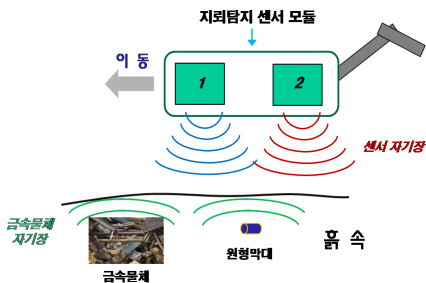 지뢰탐지 센서 모듈
이 동
1
2
센서 자기장
금속물체
자기장
원형막대
흙 속
금속물체